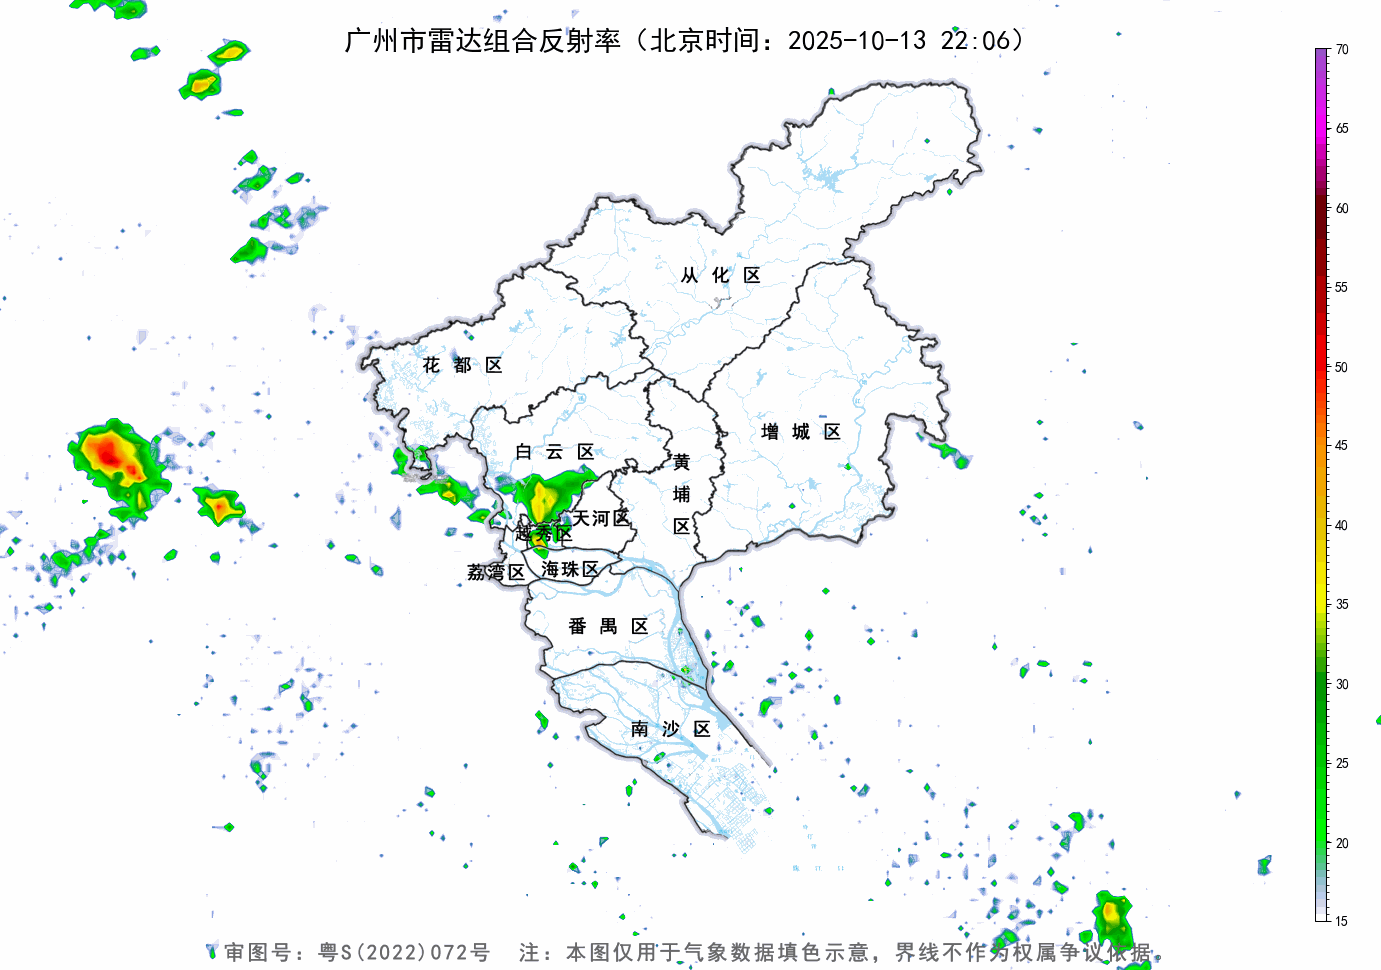 广州市雷达组合反射率（北京时间：2025-10-13 22:06）
70
65
60
55
50
45
40
35
30
25
20
15
从化区
花都区
增城区
白云区
黄埔区
天河区
越秀区
海珠区
荔湾区
番禺区
南沙区
审图号：粤S(2022)072号 注：本图仅用于气象数据填色示意，界线不作为权属争议依据。